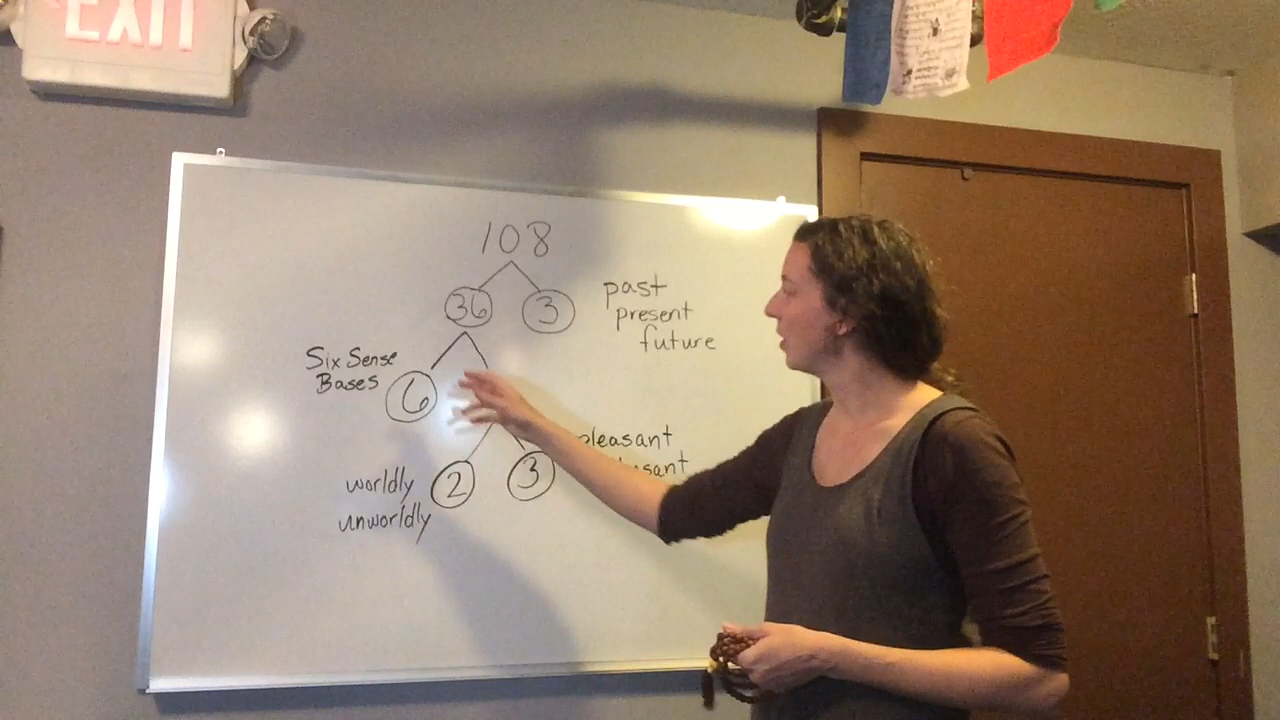 EXIT
108
36 3
past
present
future
Six Sense
Bases
6
pleasant
worldly
unworldly
2 3